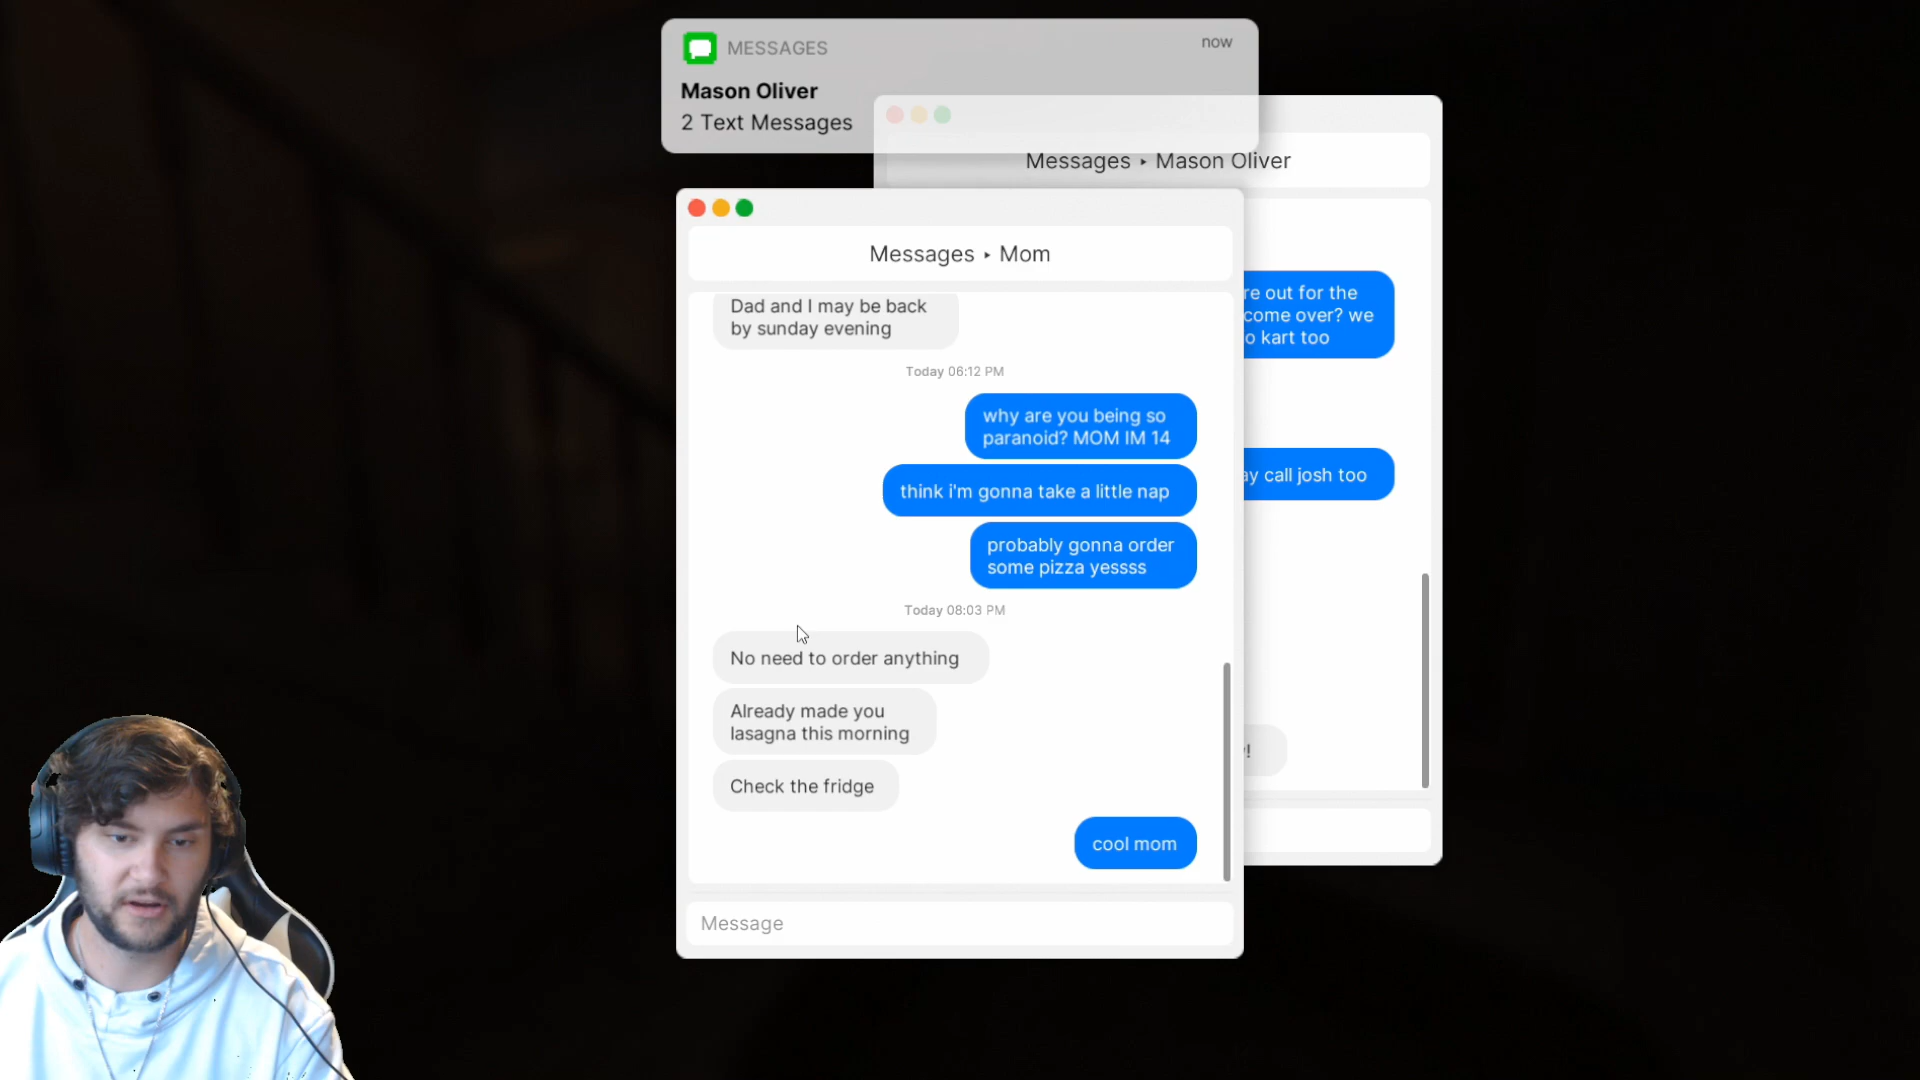 MESSAGES
now
Mason Oliver
2 Text Messages
Messages ▸ Mason Oliver
re out for the
come over? we
o kart too
ay call josh too
!
Messages ▸ Mom
Dad and I may be back
by sunday evening
Today 06:12 PM
why are you being so
paranoid? MOM IM 14
think i'm gonna take a little nap
probably gonna order
some pizza yessss
Today 08:03 PM
No need to order anything
Already made you
lasagna this morning
Check the fridge
cool mom
Message